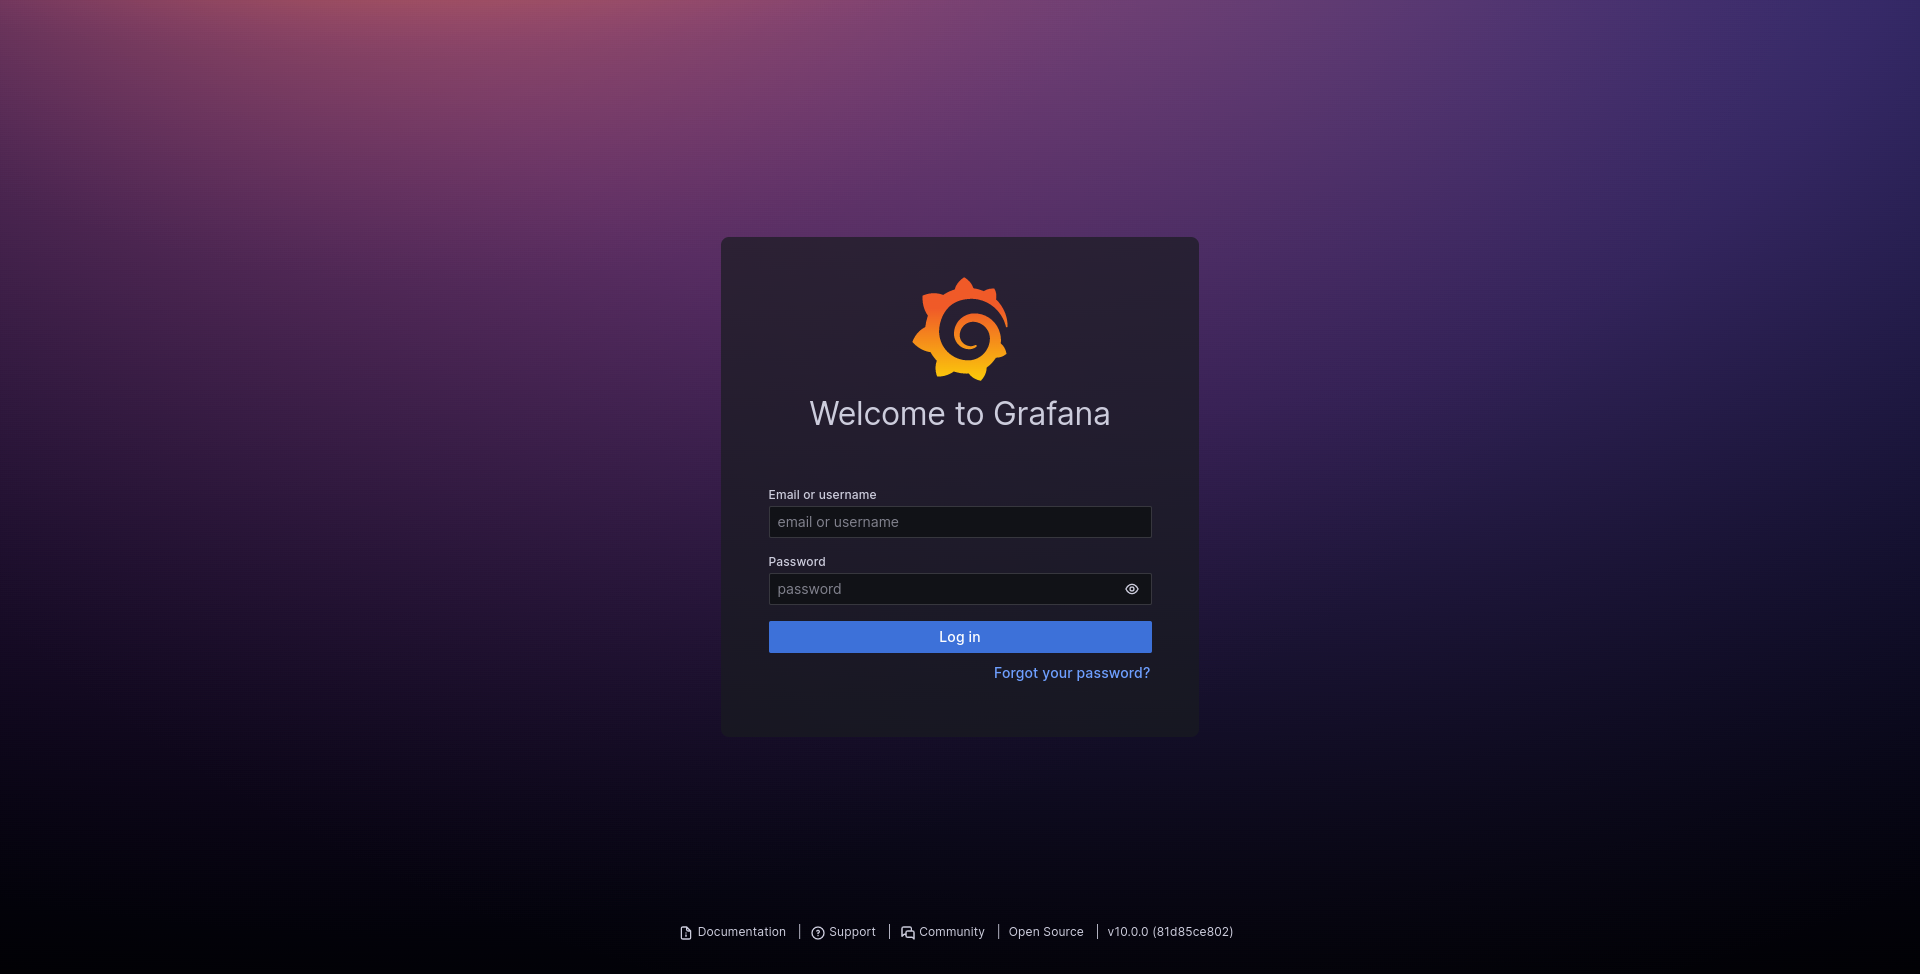 Welcome to Grafana
Email or username
email or username
Password
password
Log in
Forgot your password?
Documentation | Support | Community | Open Source | v10.0.0 (81d85ce802)